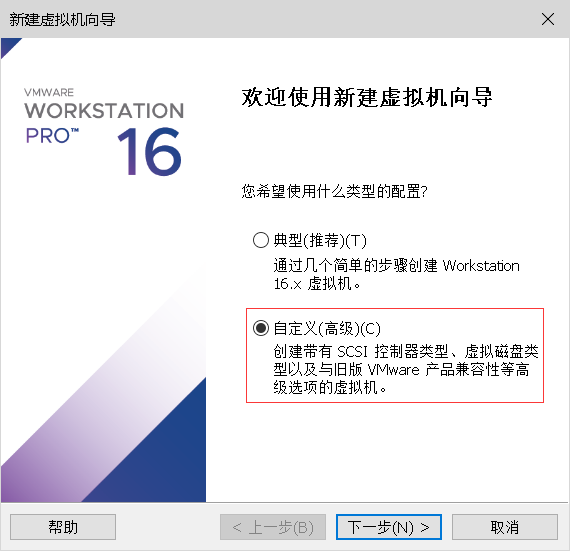 新建虚拟机向导
VMWARE
WORKSTATION
PRO™
16
欢迎使用新建虚拟机向导
您希望使用什么类型的配置?
典型(推荐)(T)
通过几个简单的步骤创建 Workstation
16.x 虚拟机。
自定义(高级)(C)
创建带有 SCSI 控制器类型、虚拟磁盘类
型以及与旧版 VMware 产品兼容性等高
级选项的虚拟机。
帮助
< 上一步(B)
下一步(N) >
取消